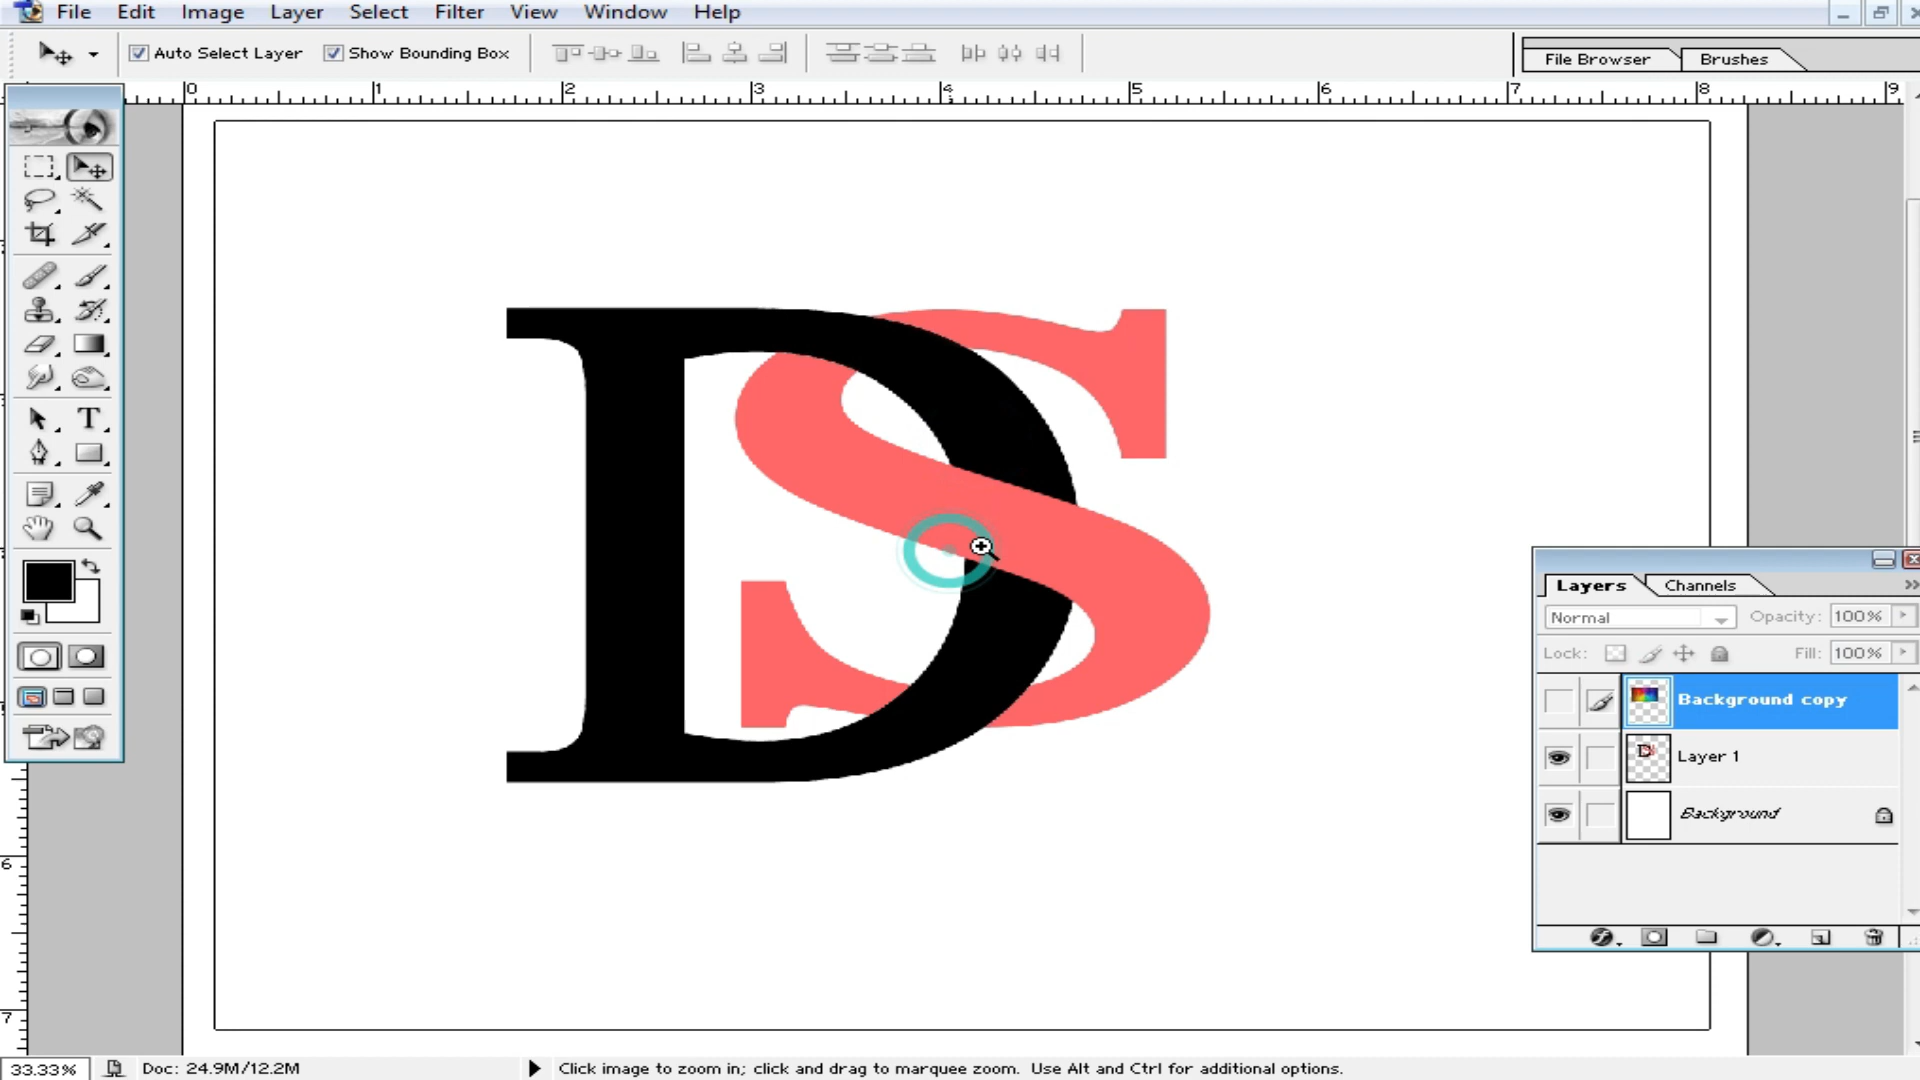 File Edit Image Layer Select Filter View Window Help
Auto Select Layer Show Bounding Box File Browser Brushes
0 1 2 3 4 5 6 7 8 9
T
DS
Layers Channels
Normal Opacity: 100%
Lock: Fill: 100%
Background copy
Layer 1
Background
6
7
33.33% Doc: 24.9M/12.2M Click image to zoom in; click and drag to marquee zoom. Use Alt and Ctrl for additional options.